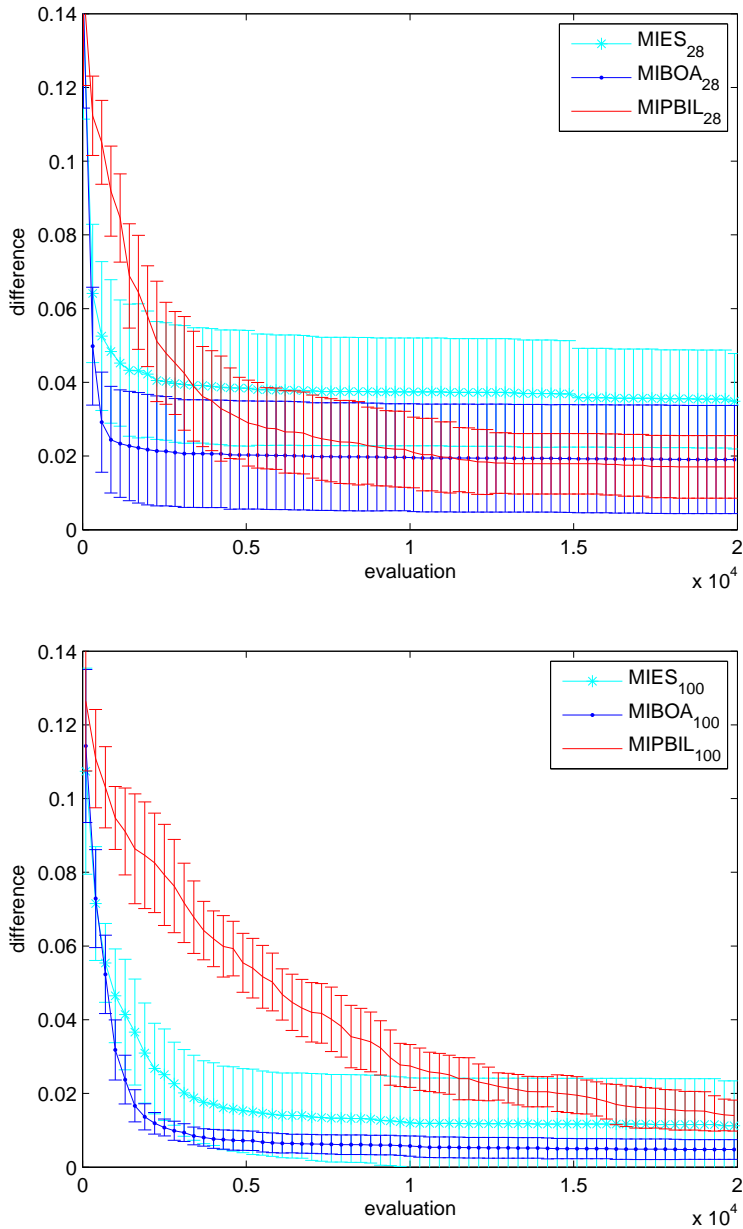 0.14
0.12
0.1
0.08
0.06
0.04
0.02
0
difference
MIES28
MIBOA28
MIPBIL28
0 0.5 1 1.5 2
evaluation
x 10^4
0.14
0.12
0.1
0.08
0.06
0.04
0.02
0
difference
MIES100
MIBOA100
MIPBIL100
0 0.5 1 1.5 2
evaluation
x 10^4